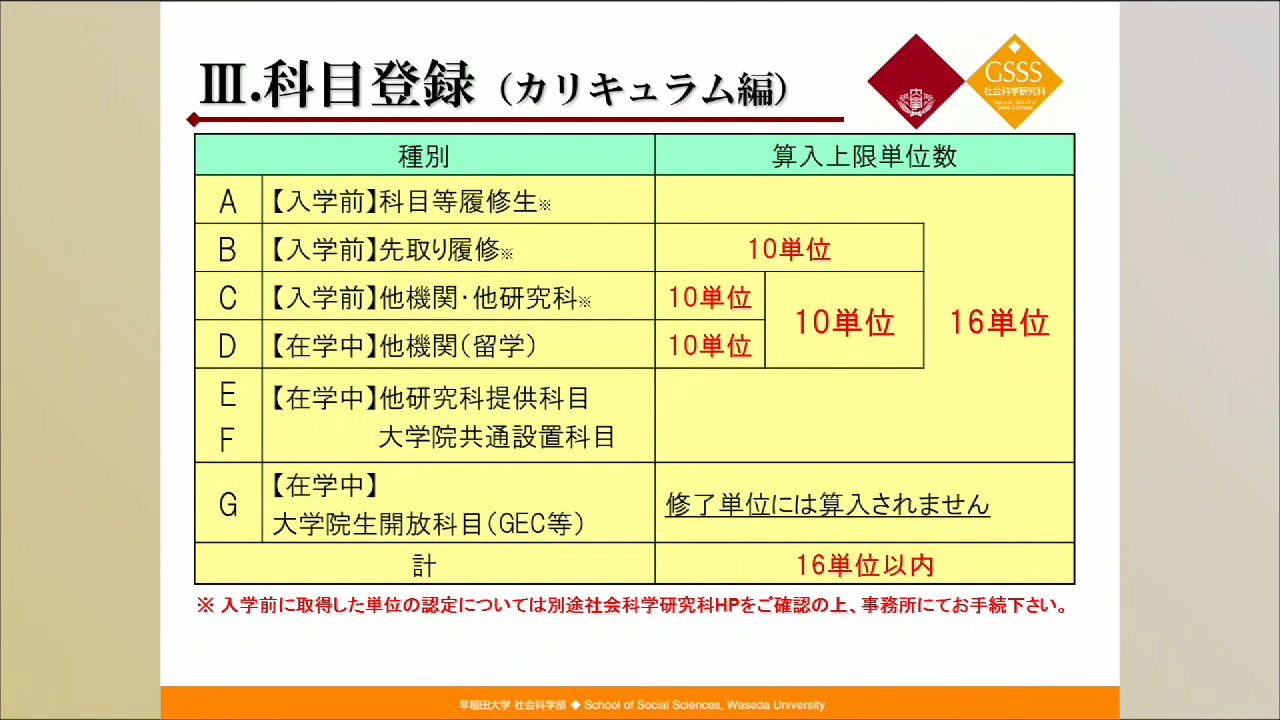 Ⅲ.科目登録（カリキュラム編）
GSSS
社会科学研究科
種別 算入上限単位数
A 【入学前】科目等履修生※
B 【入学前】先取り履修※ 10単位
C 【入学前】他機関・他研究科※ 10単位
10単位 16単位
D 【在学中】他機関（留学） 10単位
E 【在学中】他研究科提供科目
F 大学院共通設置科目
G 【在学中】
大学院生開放科目（GEC等） 修了単位には算入されません
計 16単位以内
※ 入学前に取得した単位の認定については別途社会科学研究科HPをご確認の上、事務所にてお手続下さい。
早稲田大学 社会科学部 ◆ School of Social Sciences, Waseda University